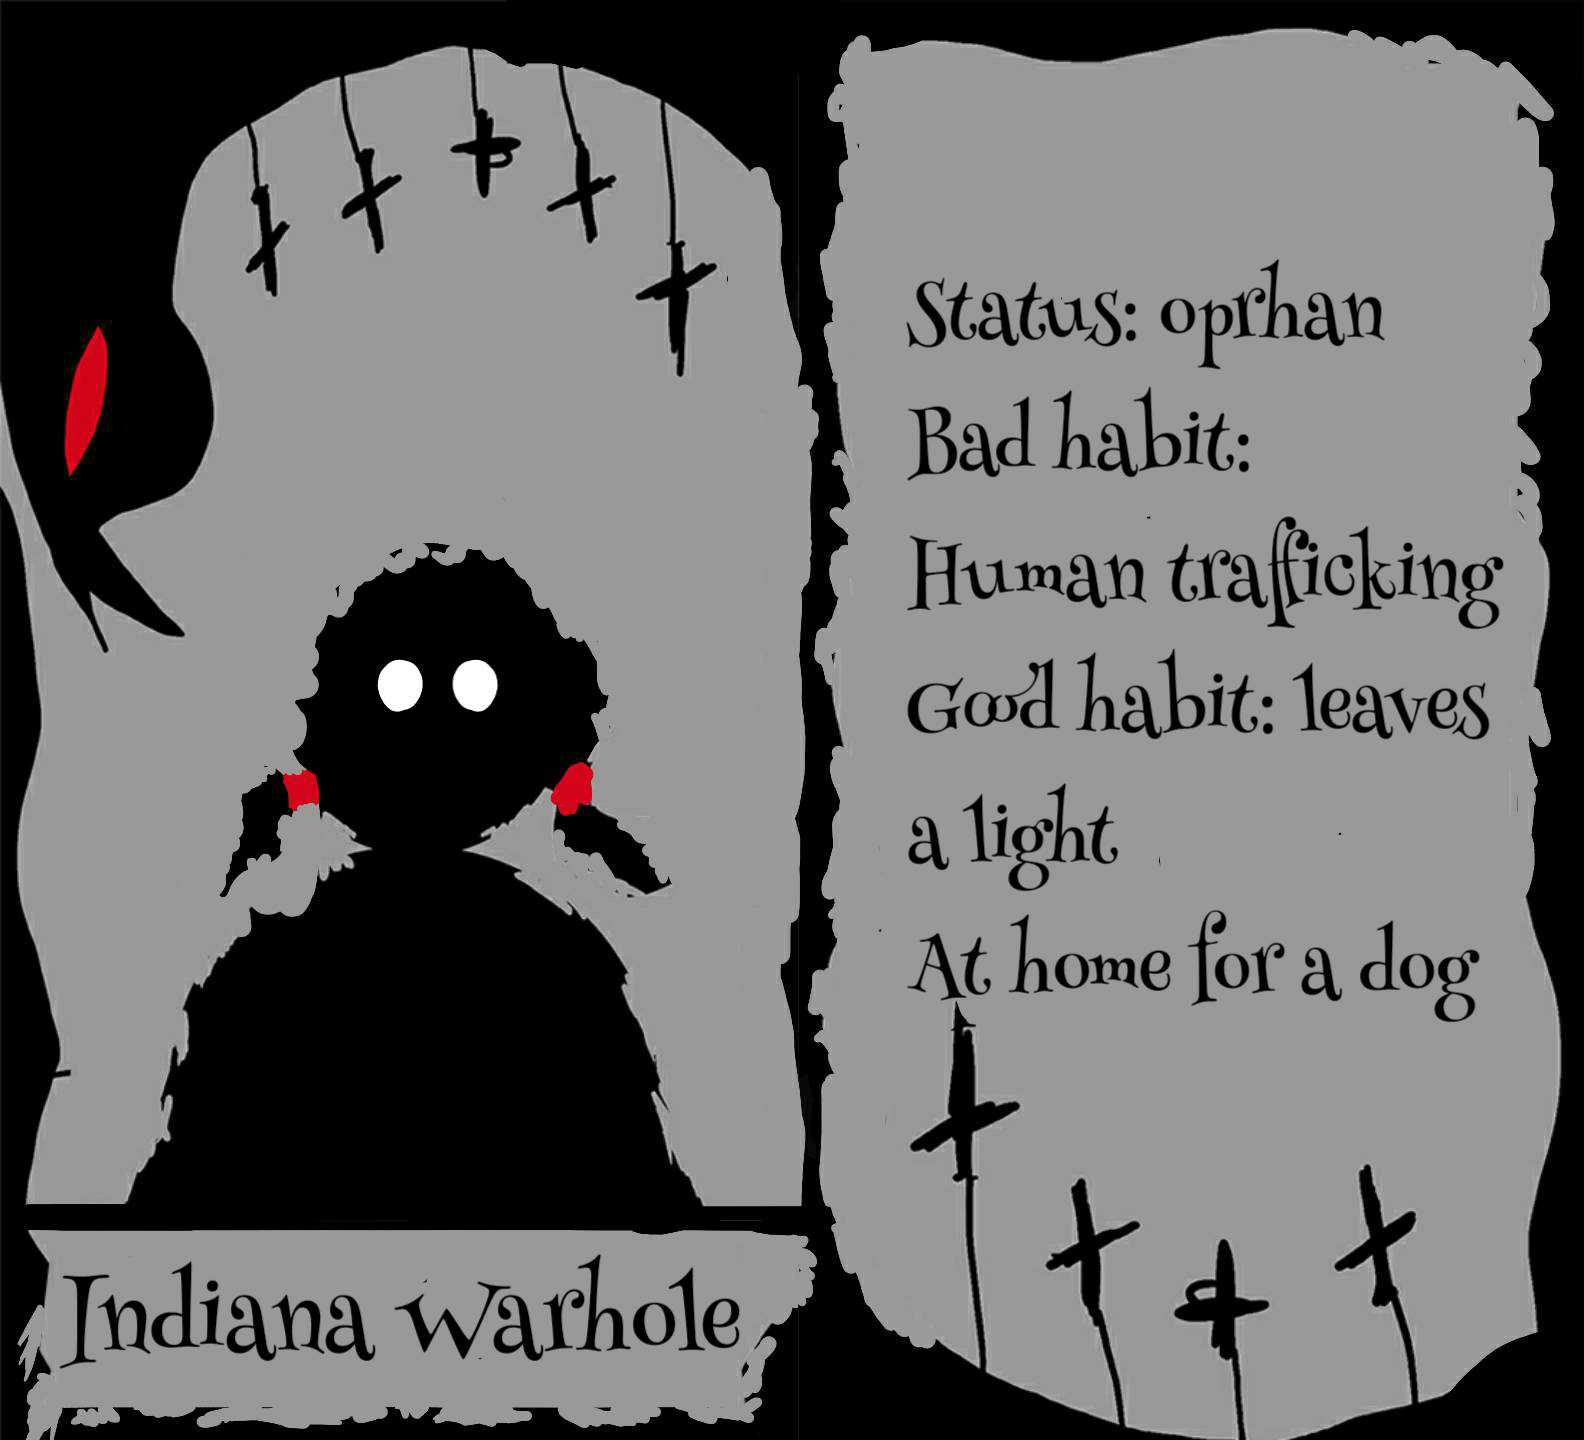 Indiana Warhole
Status: oprhan
Bad habit:
Human trafficking
Good habit: leaves
a light
At home for a dog